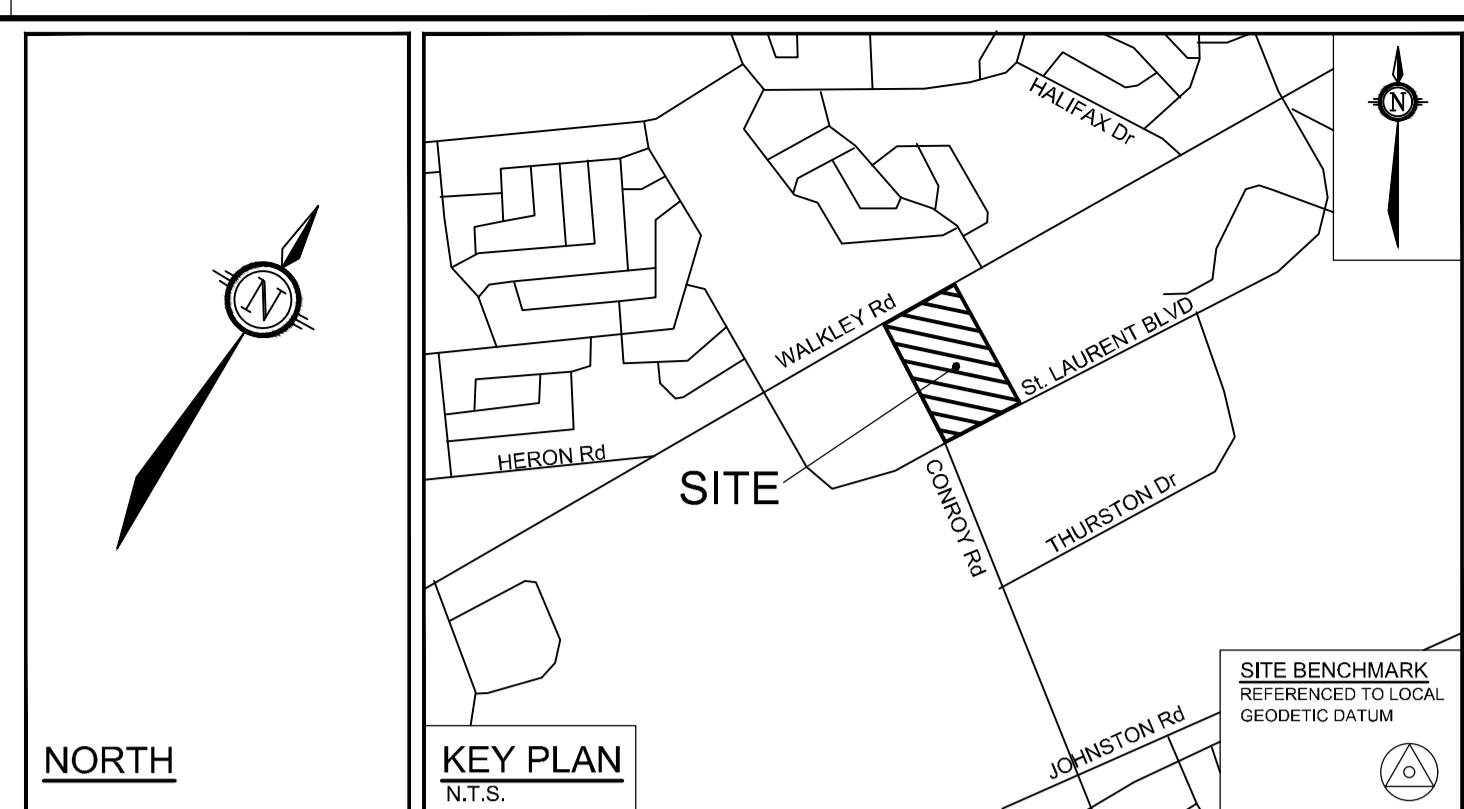 N
NORTH
HALIFAX Dr
N
WALKLEY Rd
St. LAURENT BLVD
HERON Rd
SITE
CONROY Rd
THURSTON Dr
JOHNSTON Rd
SITE BENCHMARK
REFERENCED TO LOCAL
GEODETIC DATUM
KEY PLAN
N.T.S.